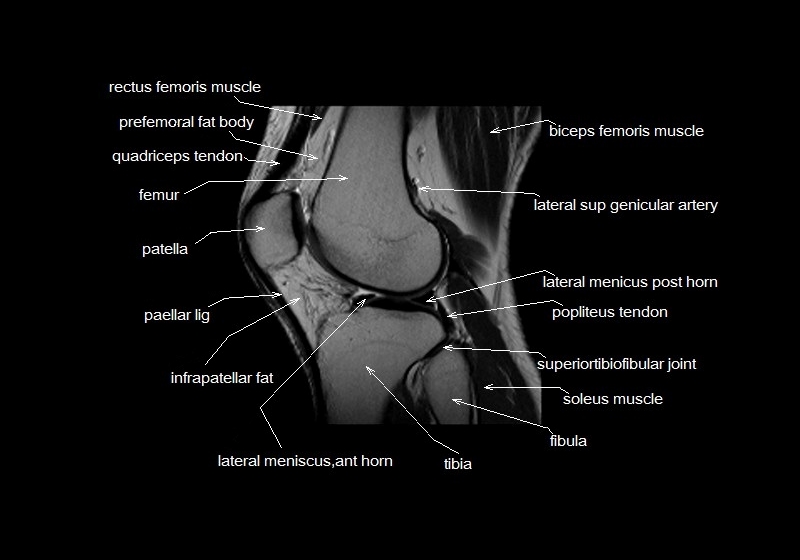 rectus femoris muscle
prefemoral fat body
quadriceps tendon
femur
patella
paellar lig
infrapatellar fat
lateral meniscus,ant horn
biceps femoris muscle
lateral sup genicular artery
lateral menicus post horn
popliteus tendon
superiortibiofibular joint
soleus muscle
fibula
tibia